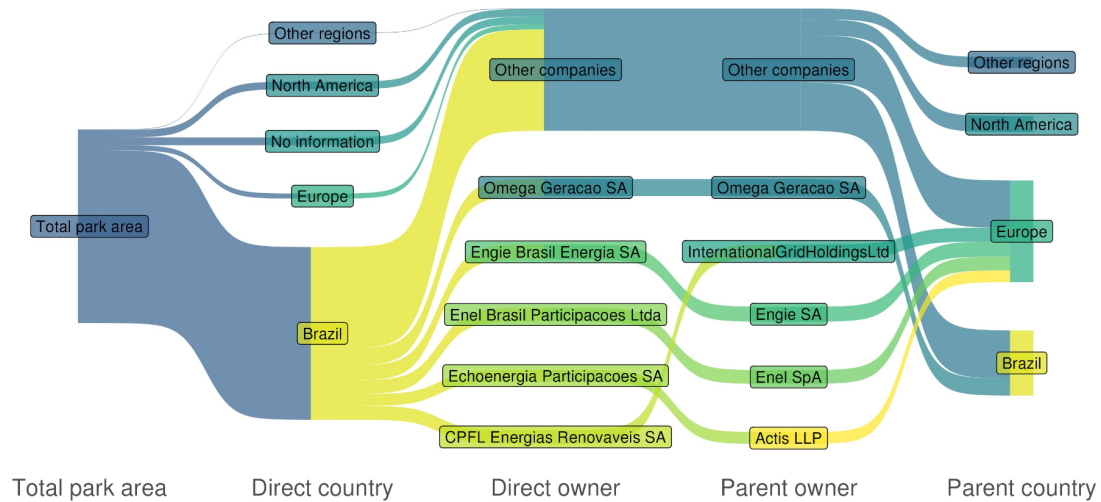 Other regions
North America
No information
Europe
Total park area
Brazil
Other companies
Omega Geracao SA
Engie Brasil Energia SA
Enel Brasil Participacoes Ltda
Echoenergia Participacoes SA
CPFL Energias Renovaveis SA
Other companies
Omega Geracao SA
InternationalGridHoldingsLtd
Engie SA
Enel SpA
Actis LLP
Other regions
North America
Europe
Brazil
Total park area
Direct country
Direct owner
Parent owner
Parent country